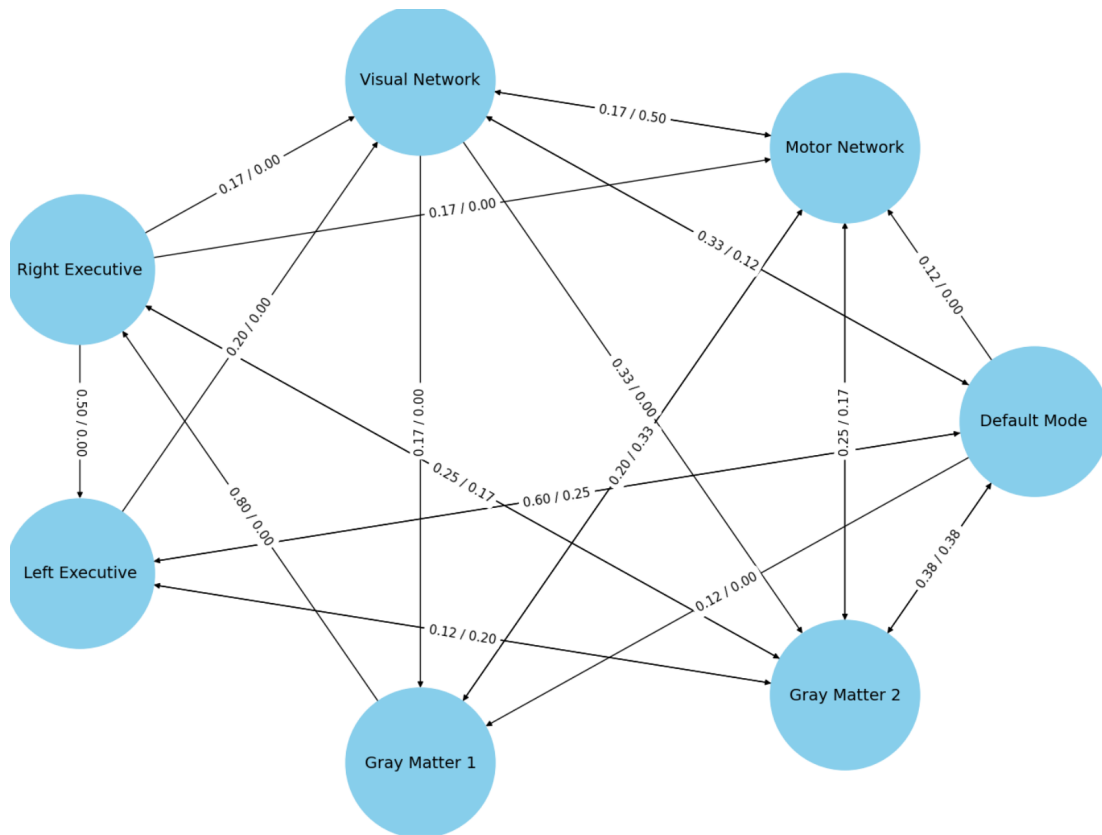 Visual Network
0.17 / 0.50
Motor Network
0.17 / 0.00
0.17 / 0.00
Right Executive
0.33 / 0.12
0.12 / 0.00
0.20 / 0.00
0.33 / 0.00
0.50 / 0.00
0.17 / 0.00
0.25 / 0.17
Default Mode
0.20 / 0.33
0.25 / 0.17
0.60 / 0.25
0.80 / 0.00
0.38 / 0.38
Left Executive
0.12 / 0.00
0.12 / 0.20
Gray Matter 2
Gray Matter 1